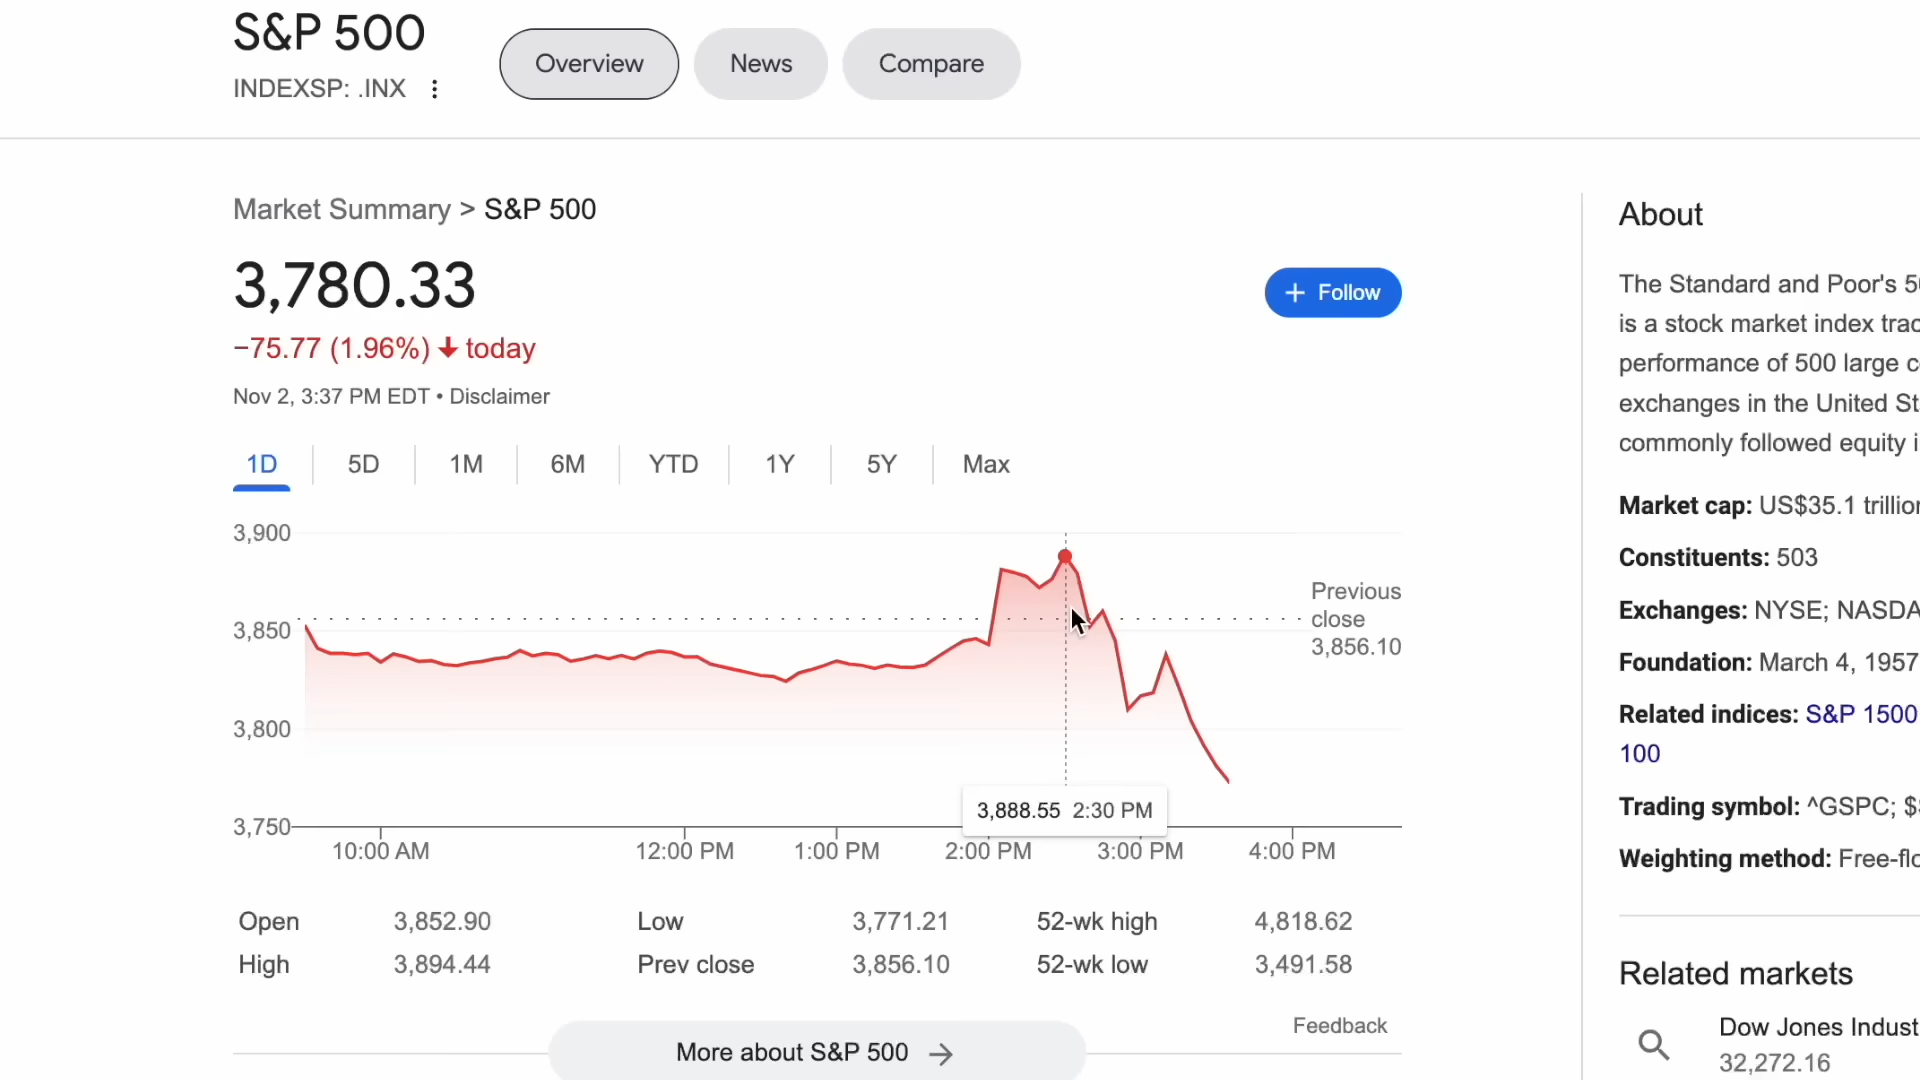 S&P 500
INDEXSP: .INX
Overview
News
Compare
Market Summary > S&P 500
3,780.33
−75.77 (1.96%) today
Nov 2, 3:37 PM EDT • Disclaimer
+ Follow
1D
5D
1M
6M
YTD
1Y
5Y
Max
3,900
3,850
3,800
3,750
Previous
close
3,856.10
3,888.55 2:30 PM
10:00 AM
12:00 PM
1:00 PM
2:00 PM
3:00 PM
4:00 PM
Open 3,852.90 Low 3,771.21 52-wk high 4,818.62
High 3,894.44 Prev close 3,856.10 52-wk low 3,491.58
Feedback
More about S&P 500
About
The Standard and Poor's
is a stock market index
performance of 500 large
exchanges in the United
commonly followed equity
Market cap: US$35.1
Constituents: 503
Exchanges: NYSE;
Foundation: March 4, 1957
Related indices: S&P 1500
100
Trading symbol: ^GSPC;
Weighting method:
Related markets
Dow Jones
32,272.16